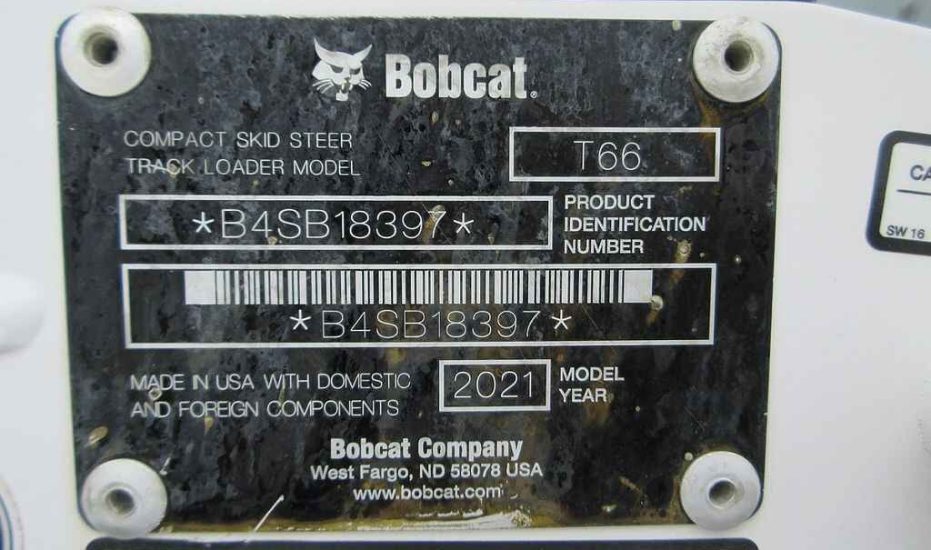 Bobcat®
COMPACT SKID STEER
TRACK LOADER MODEL
T66
*B4SB18397*
PRODUCT
IDENTIFICATION
NUMBER
*B4SB18397*
MADE IN USA WITH DOMESTIC
AND FOREIGN COMPONENTS
2021
MODEL
YEAR
Bobcat Company
West Fargo, ND 58078 USA
www.bobcat.com
CA
SW 16